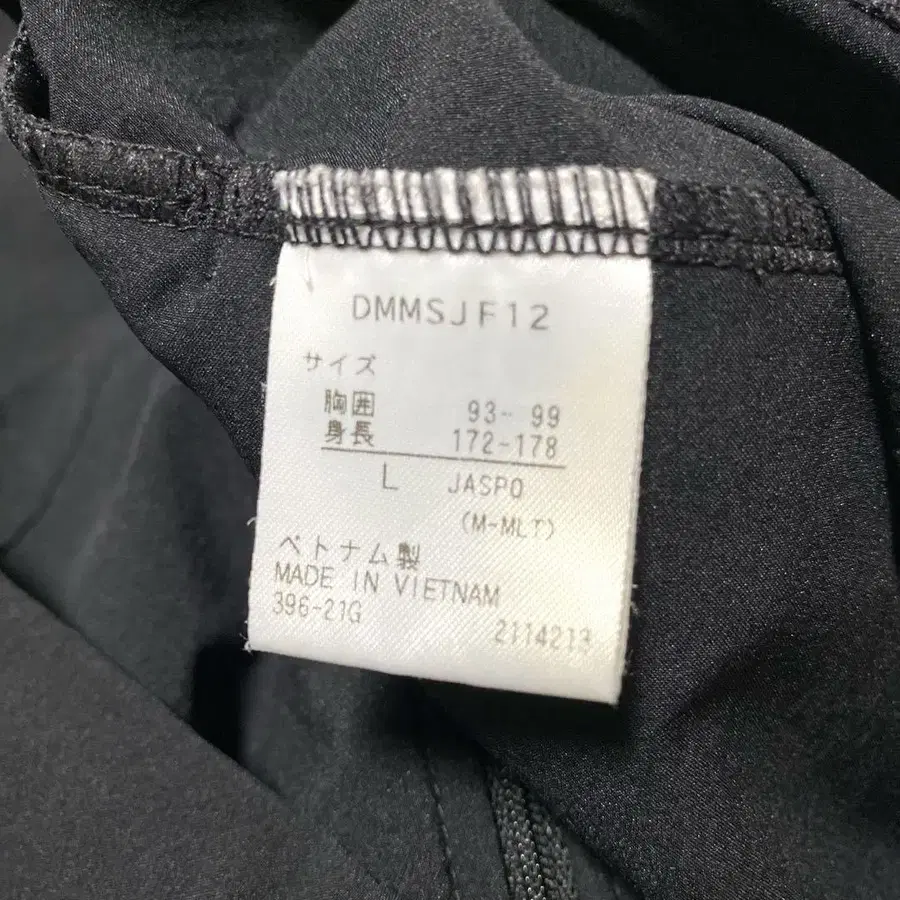 DMMSJF12
サイズ
胸囲 93-99
身長 172-178
L JASPO
(M-MLT)
ベトナム製
MADE IN VIETNAM
396-21G 2114213